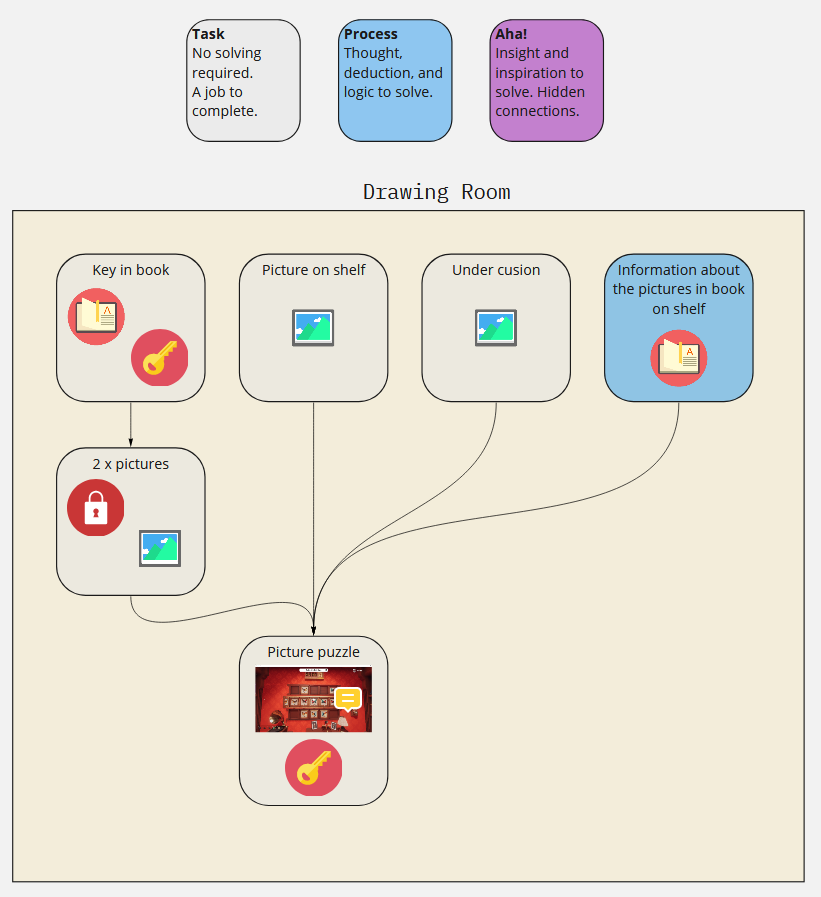 Task
No solving
required.
A job to
complete.
Process
Thought,
deduction, and
logic to solve.
Aha!
Insight and
inspiration to
solve. Hidden
connections.
Drawing Room
Key in book
A
Picture on shelf
Under cusion
Information about
the pictures in book
on shelf
A
2 x pictures
Picture puzzle